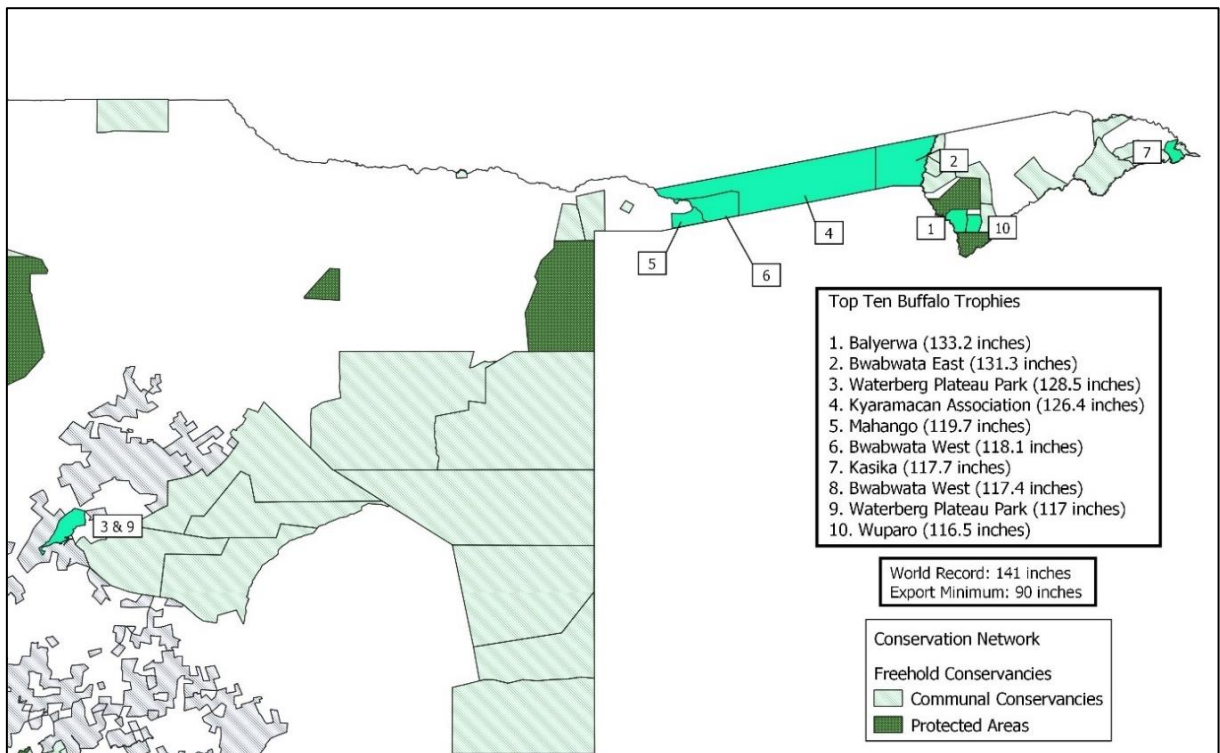 7
2
4
1
10
5
6
Top Ten Buffalo Trophies
1. Balyerwa (133.2 inches)
2. Bwabwata East (131.3 inches)
3. Waterberg Plateau Park (128.5 inches)
4. Kyaramacan Association (126.4 inches)
5. Mahango (119.7 inches)
6. Bwabwata West (118.1 inches)
7. Kasika (117.7 inches)
8. Bwabwata West (117.4 inches)
9. Waterberg Plateau Park (117 inches)
10. Wuparo (116.5 inches)
3 & 9
World Record: 141 inches
Export Minimum: 90 inches
Conservation Network
Freehold Conservancies
Communal Conservancies
Protected Areas